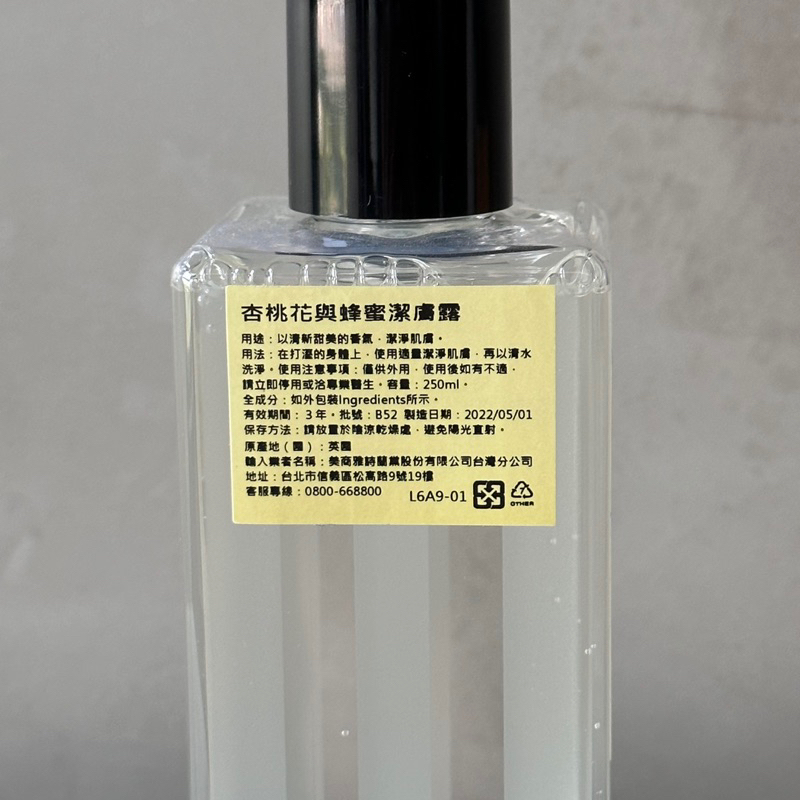 杏桃花與蜂蜜潔膚露
用途：以清新甜美的香氣，潔淨肌膚。
用法：在打濕的身體上，使用適量潔淨肌膚，再以清水
洗淨。使用注意事項：僅供外用，使用後如有不適，
請立即停用或洽專業醫生。容量：250ml。
全成分：如外包裝Ingredients所示。
有效期間：3年。批號：B52 製造日期：2022/05/01
保存方法：請放置於陰涼乾燥處，避免陽光直射。
原產地（國）：英國
輸入業者名稱：美商雅詩蘭黛股份有限公司台灣分公司
地址：台北市信義區松高路9號19樓
客服專線：0800-668800 L6A9-01
7
OTHER